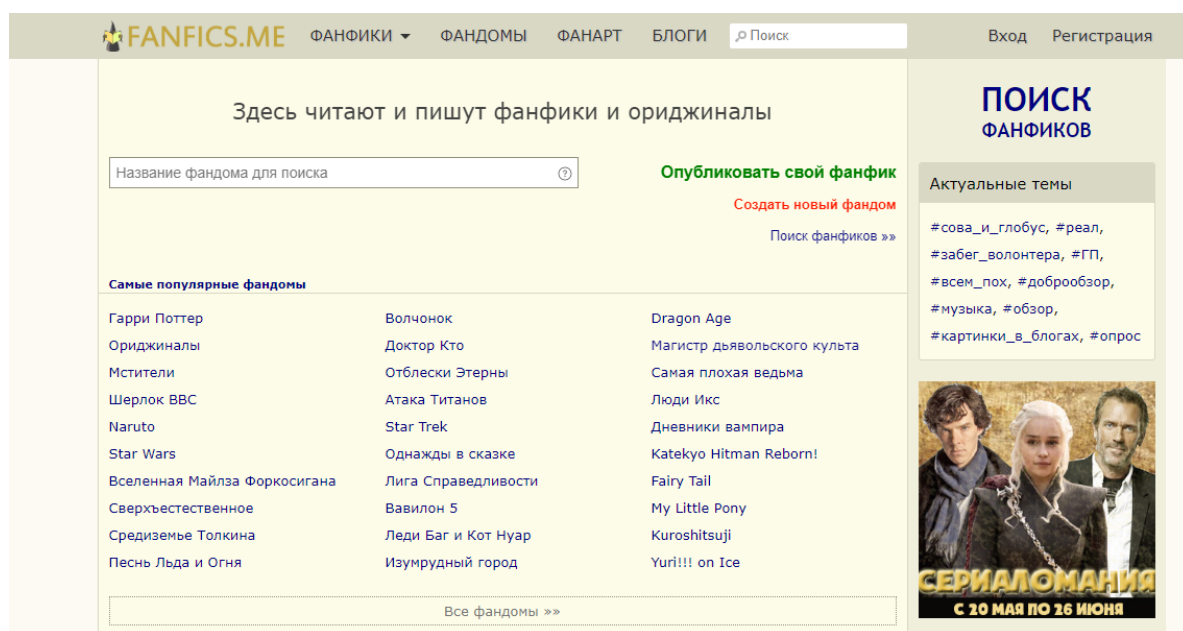 FANFICS.ME ФАНФИКИ ФАНДОМЫ ФАНАРТ БЛОГИ Поиск Вход Регистрация
Здесь читают и пишут фанфики и ориджиналы
Название фандома для поиска ?
Опубликовать свой фанфик
Создать новый фандом
Поиск фанфиков »»
Самые популярные фандомы
Гарри Поттер Волчонок Dragon Age
Ориджиналы Доктор Кто Магистр дьявольского культа
Мстители Отблески Этерны Самая плохая ведьма
Шерлок BBC Атака Титанов Люди Икс
Naruto Star Trek Дневники вампира
Star Wars Однажды в сказке Katekyo Hitman Reborn!
Вселенная Майлза Форкосигана Лига Справедливости Fairy Tail
Сверхъестественное Вавилон 5 My Little Pony
Средиземье Толкина Леди Баг и Кот Нуар Kuroshitsuji
Песнь Льда и Огня Изумрудный город Yuri!!! on Ice
Все фандомы »»
ПОИСК
ФАНФИКОВ
Актуальные темы
#сова_и_глобус, #реал,
#забег_волонтера, #ГП,
#всем_пох, #доброобзор,
#музыка, #обзор,
#картинки_в_блогах, #опрос
СЕРИАЛОМАНИЯ
С 20 МАЯ ПО 26 ИЮНЯ